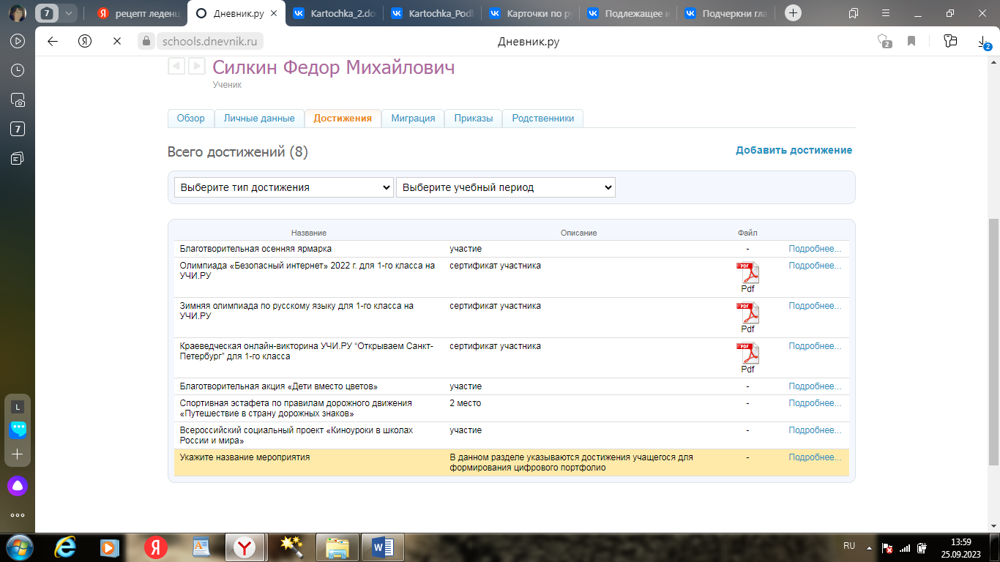 7
рецепт леденц
Дневник.ру
Kartochka_2.do
Kartochka_Podl
Карточки по ру
Подлежащее и
Подчеркни гла
schools.dnevnik.ru
Дневник.ру
2
2
7
Силкин Федор Михайлович
Ученик
Обзор
Личные данные
Достижения
Миграция
Приказы
Родственники
Всего достижений (8)
Добавить достижение
Выберите тип достижения
Выберите учебный период
Название
Описание
Файл
Благотворительная осенняя ярмарка
участие
-
Подробнее...
Олимпиада «Безопасный интернет» 2022 г. для 1-го класса на
УЧИ.РУ
сертификат участника
Pdf
Подробнее...
Зимняя олимпиада по русскому языку для 1-го класса на
УЧИ.РУ
сертификат участника
Pdf
Подробнее...
Краеведческая онлайн-викторина УЧИ.РУ “Открываем Санкт-
Петербург” для 1-го класса
сертификат участника
Pdf
Подробнее...
Благотворительная акция «Дети вместо цветов»
участие
-
Подробнее...
Спортивная эстафета по правилам дорожного движения
«Путешествие в страну дорожных знаков»
2 место
-
Подробнее...
Всероссийский социальный проект «Киноуроки в школах
России и мира»
участие
-
Подробнее...
Укажите название мероприятия
В данном разделе указываются достижения учащегося для
формирования цифрового портфолио
-
Подробнее...
L
RU
13:59
25.09.2023